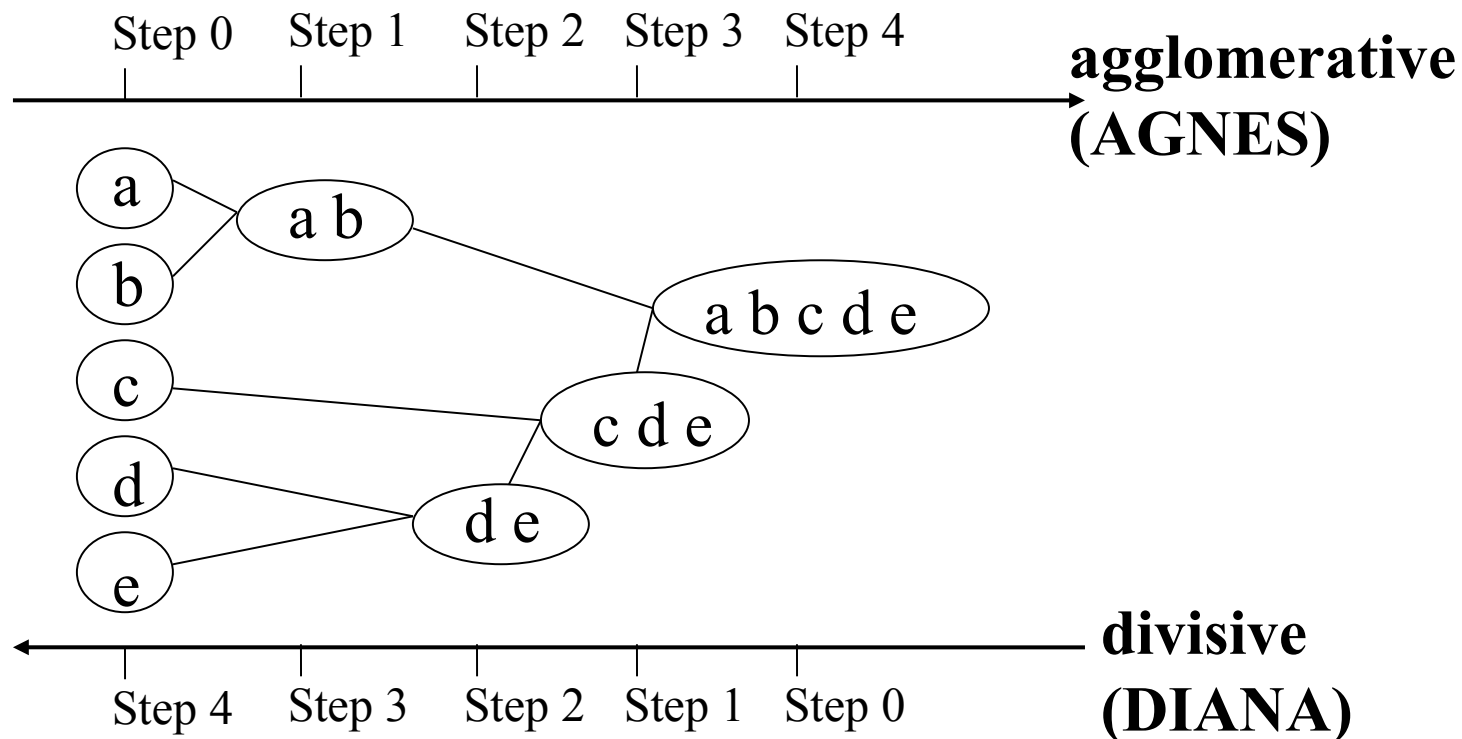 Step 0 Step 1 Step 2 Step 3 Step 4
agglomerative
(AGNES)
a
a b
b
a b c d e
c
c d e
d
d e
e
divisive
(DIANA)
Step 4 Step 3 Step 2 Step 1 Step 0